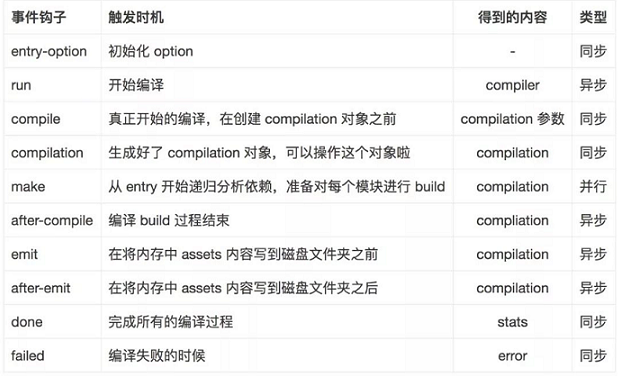 事件钩子 触发时机 得到的内容 类型
entry-option 初始化 option - 同步
run 开始编译 compiler 异步
compile 真正开始的编译，在创建 compilation 对象之前 compilation 参数 同步
compilation 生成好了 compilation 对象，可以操作这个对象啦 compilation 同步
make 从 entry 开始递归分析依赖，准备对每个模块进行 build compilation 并行
after-compile 编译 build 过程结束 compilation 异步
emit 在将内存中 assets 内容写到磁盘文件夹之前 compilation 异步
after-emit 在将内存中 assets 内容写到磁盘文件夹之后 compilation 异步
done 完成所有的编译过程 stats 同步
failed 编译失败的时候 error 同步